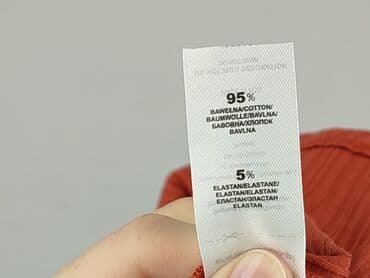 95%
BAWEŁNA/COTTON/
BAUMWOLLE/BAVLNA/
БАВОВНА/ХЛОПОК
BAVLNA
5%
ELASTAN/ELASTANE/
ELASTAN/ELASTAN/
ЕЛАСТАН/ЭЛАСТАН
ELASTAN